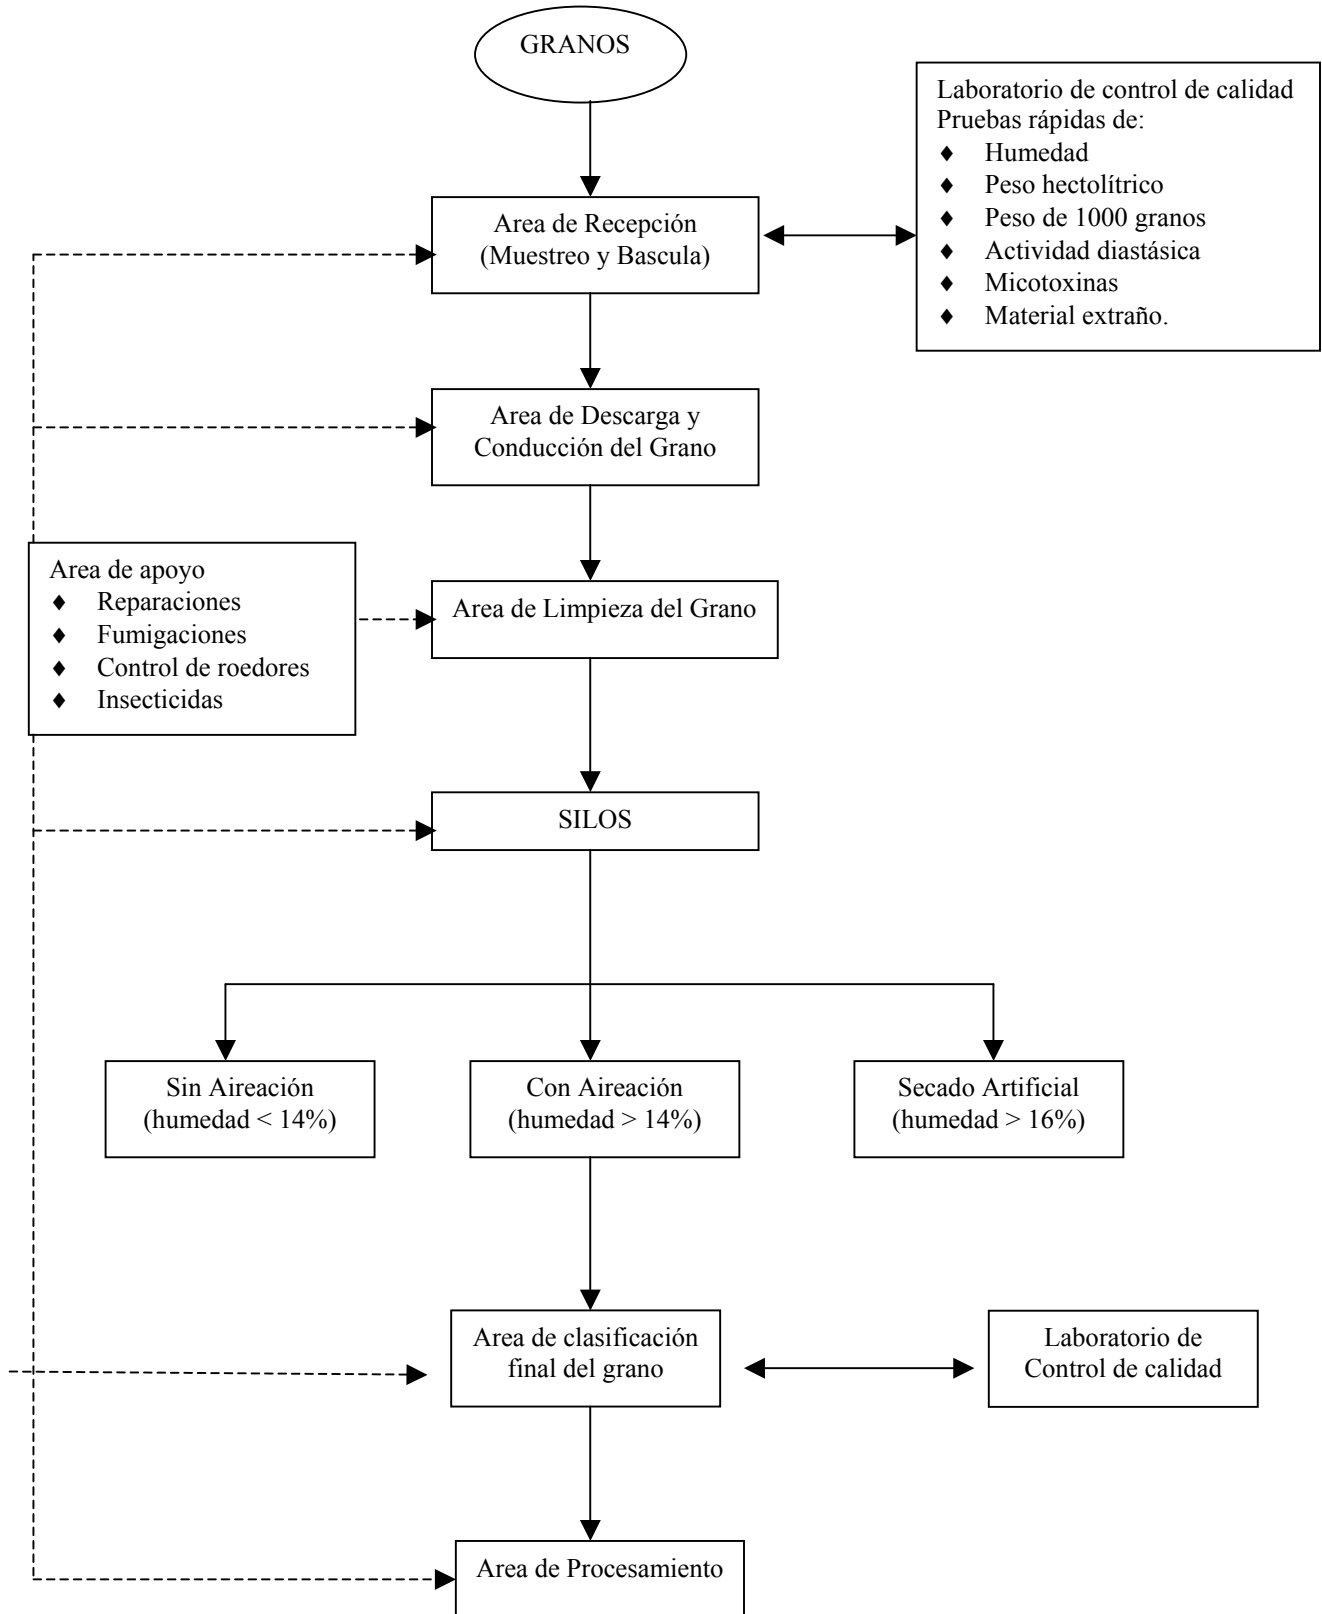 GRANOS
Laboratorio de control de calidad
Pruebas rápidas de:
♦ Humedad
♦ Peso hectolítrico
♦ Peso de 1000 granos
♦ Actividad diastásica
♦ Micotoxinas
♦ Material extraño.
Area de Recepción
(Muestreo y Bascula)
Area de Descarga y
Conducción del Grano
Area de apoyo
♦ Reparaciones
♦ Fumigaciones
♦ Control de roedores
♦ Insecticidas
Area de Limpieza del Grano
SILOS
Sin Aireación
(humedad < 14%)
Con Aireación
(humedad > 14%)
Secado Artificial
(humedad > 16%)
Area de clasificación
final del grano
Laboratorio de
Control de calidad
Area de Procesamiento